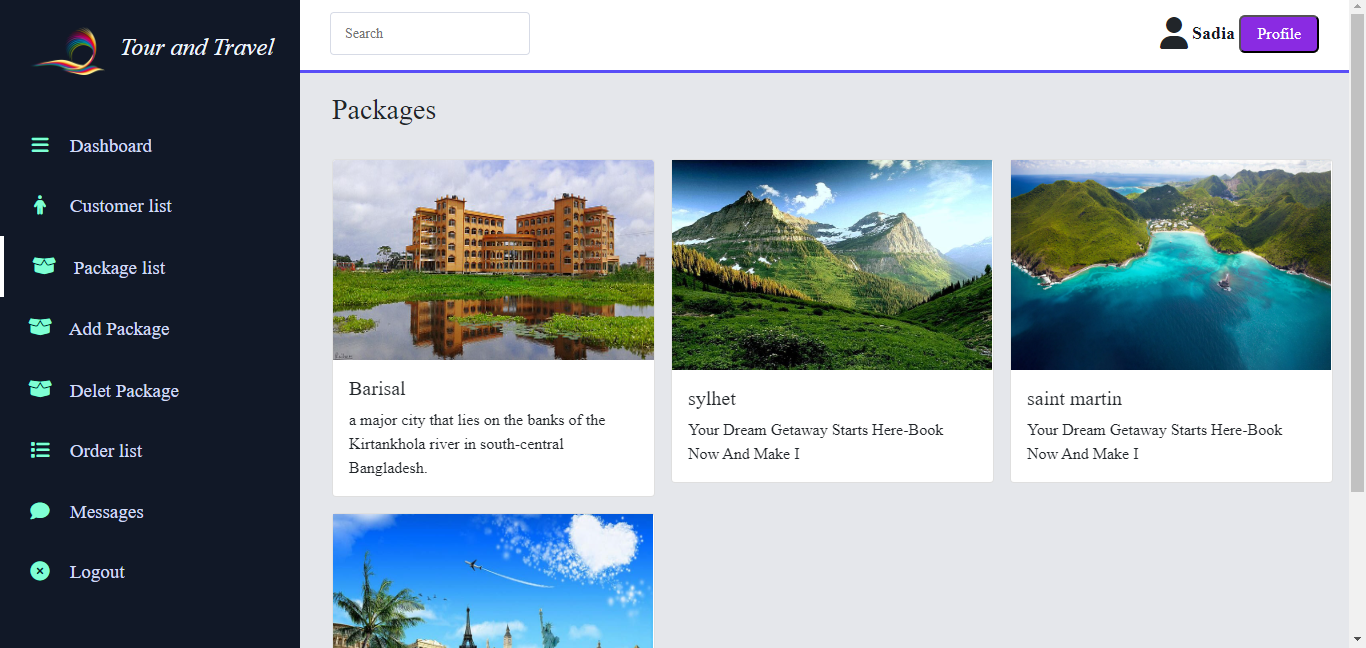 Tour and Travel
Search
Sadia
Profile
Dashboard
Customer list
Package list
Add Package
Delet Package
Order list
Messages
Logout
Packages
Barisal
a major city that lies on the banks of the
Kirtankhola river in south-central
Bangladesh.
sylhet
Your Dream Getaway Starts Here-Book
Now And Make I
saint martin
Your Dream Getaway Starts Here-Book
Now And Make I